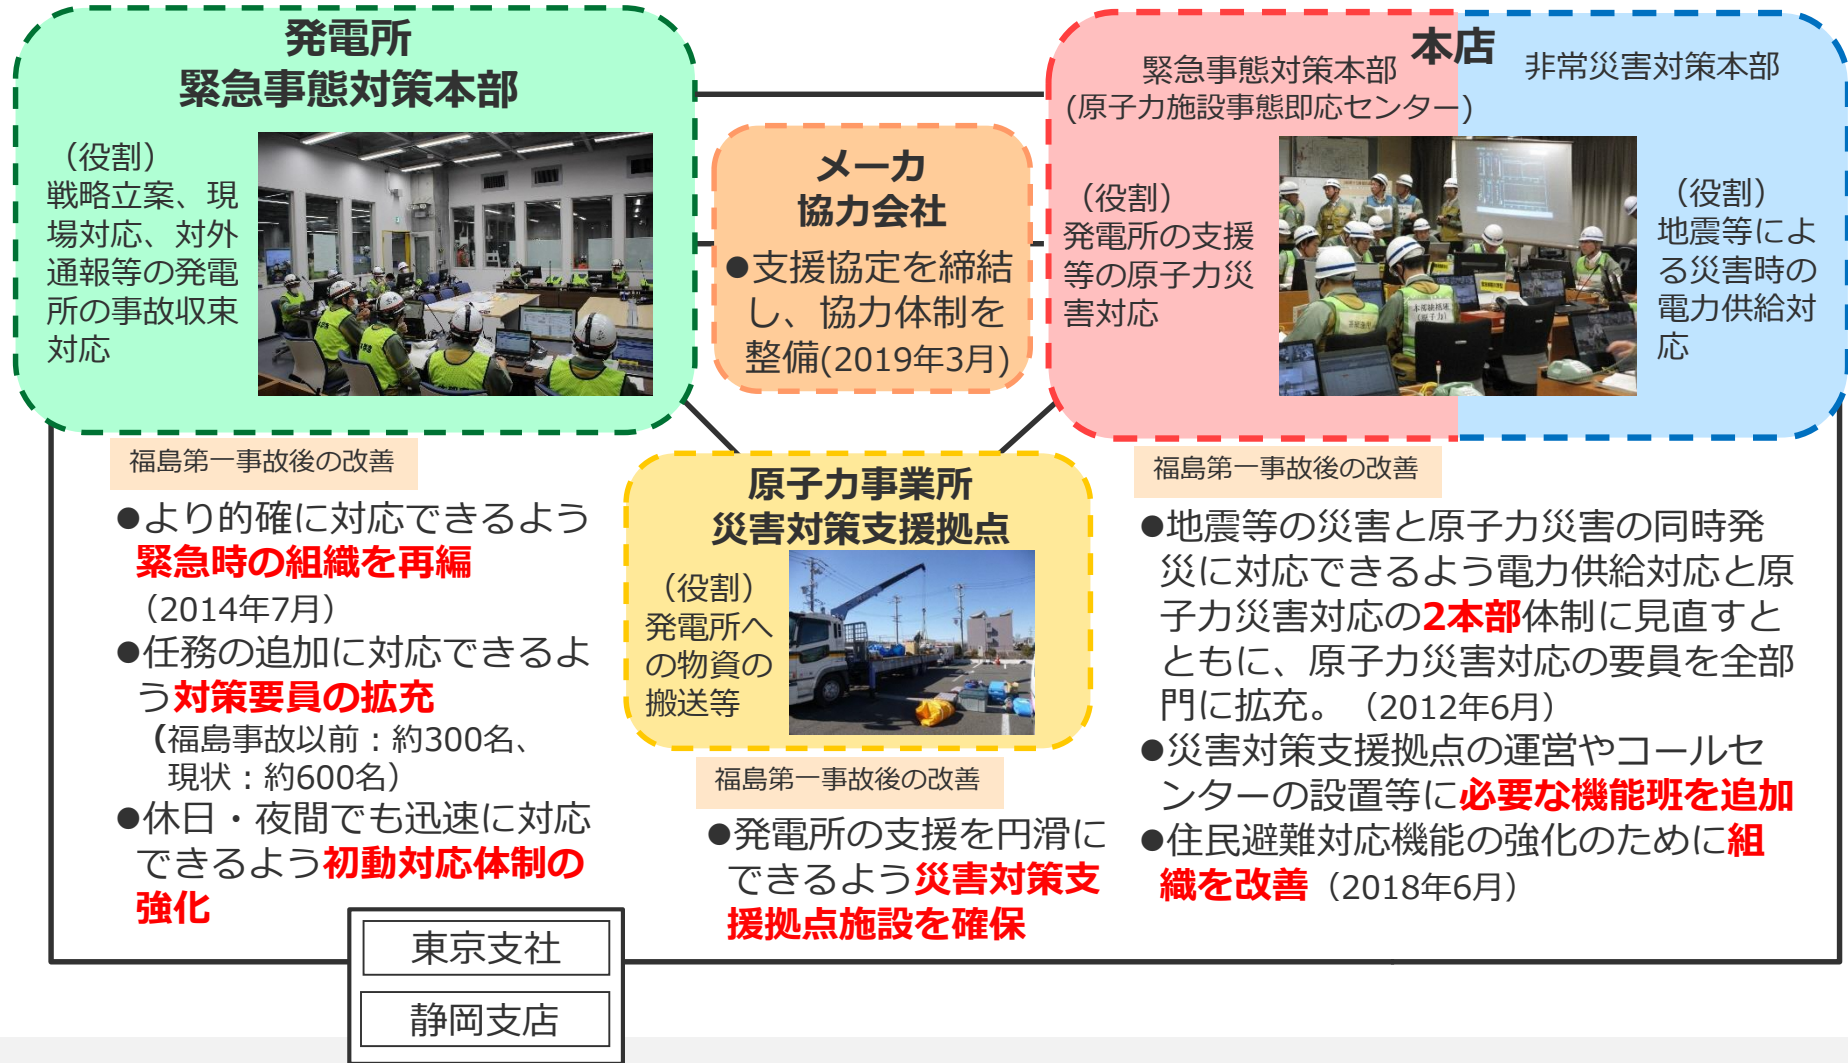 発電所
緊急事態対策本部
（役割）
戦略立案、現
場対応、対外
通報等の発電
所の事故収束
対応
メーカ
協力会社
●支援協定を締結
し、協力体制を
整備(2019年3月)
本店
緊急事態対策本部
(原子力施設事態即応センター)
（役割）
発電所の支援
等の原子力災
害対応
非常災害対策本部
（役割）
地震等によ
る災害時の
電力供給対
応
福島第一事故後の改善
●より的確に対応できるよう
緊急時の組織を再編
（2014年7月）
●任務の追加に対応できるよ
う対策要員の拡充
（福島事故以前：約300名、
現状：約600名）
●休日・夜間でも迅速に対応
できるよう初動対応体制の
強化
原子力事業所
災害対策支援拠点
（役割）
発電所へ
の物資の
搬送等
福島第一事故後の改善
●発電所の支援を円滑に
できるよう災害対策支
援拠点施設を確保
福島第一事故後の改善
●地震等の災害と原子力災害の同時発
災に対応できるよう電力供給対応と原
子力災害対応の2本部体制に見直すと
ともに、原子力災害対応の要員を全部
門に拡充。（2012年6月）
●災害対策支援拠点の運営やコールセ
ンターの設置等に必要な機能班を追加
●住民避難対応機能の強化のために組
織を改善（2018年6月）
東京支社
静岡支店